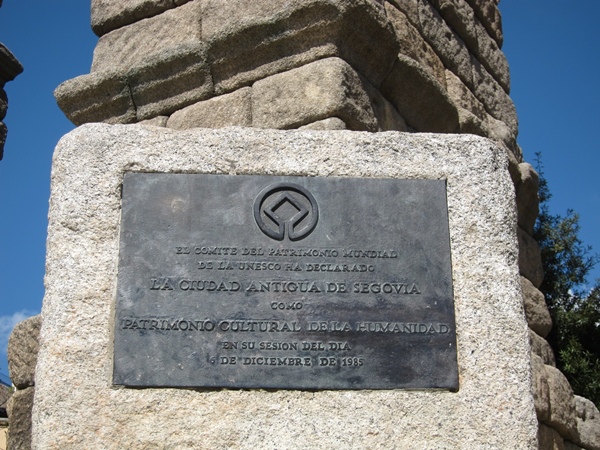 EL COMITE DEL PATRIMONIO MUNDIAL
DE LA UNESCO HA DECLARADO
LA CIUDAD ANTIGUA DE SEGOVIA
COMO
PATRIMONIO CULTURAL DE LA HUMANIDAD
EN SU SESION DEL DIA
6 DE DICIEMBRE DE 1985